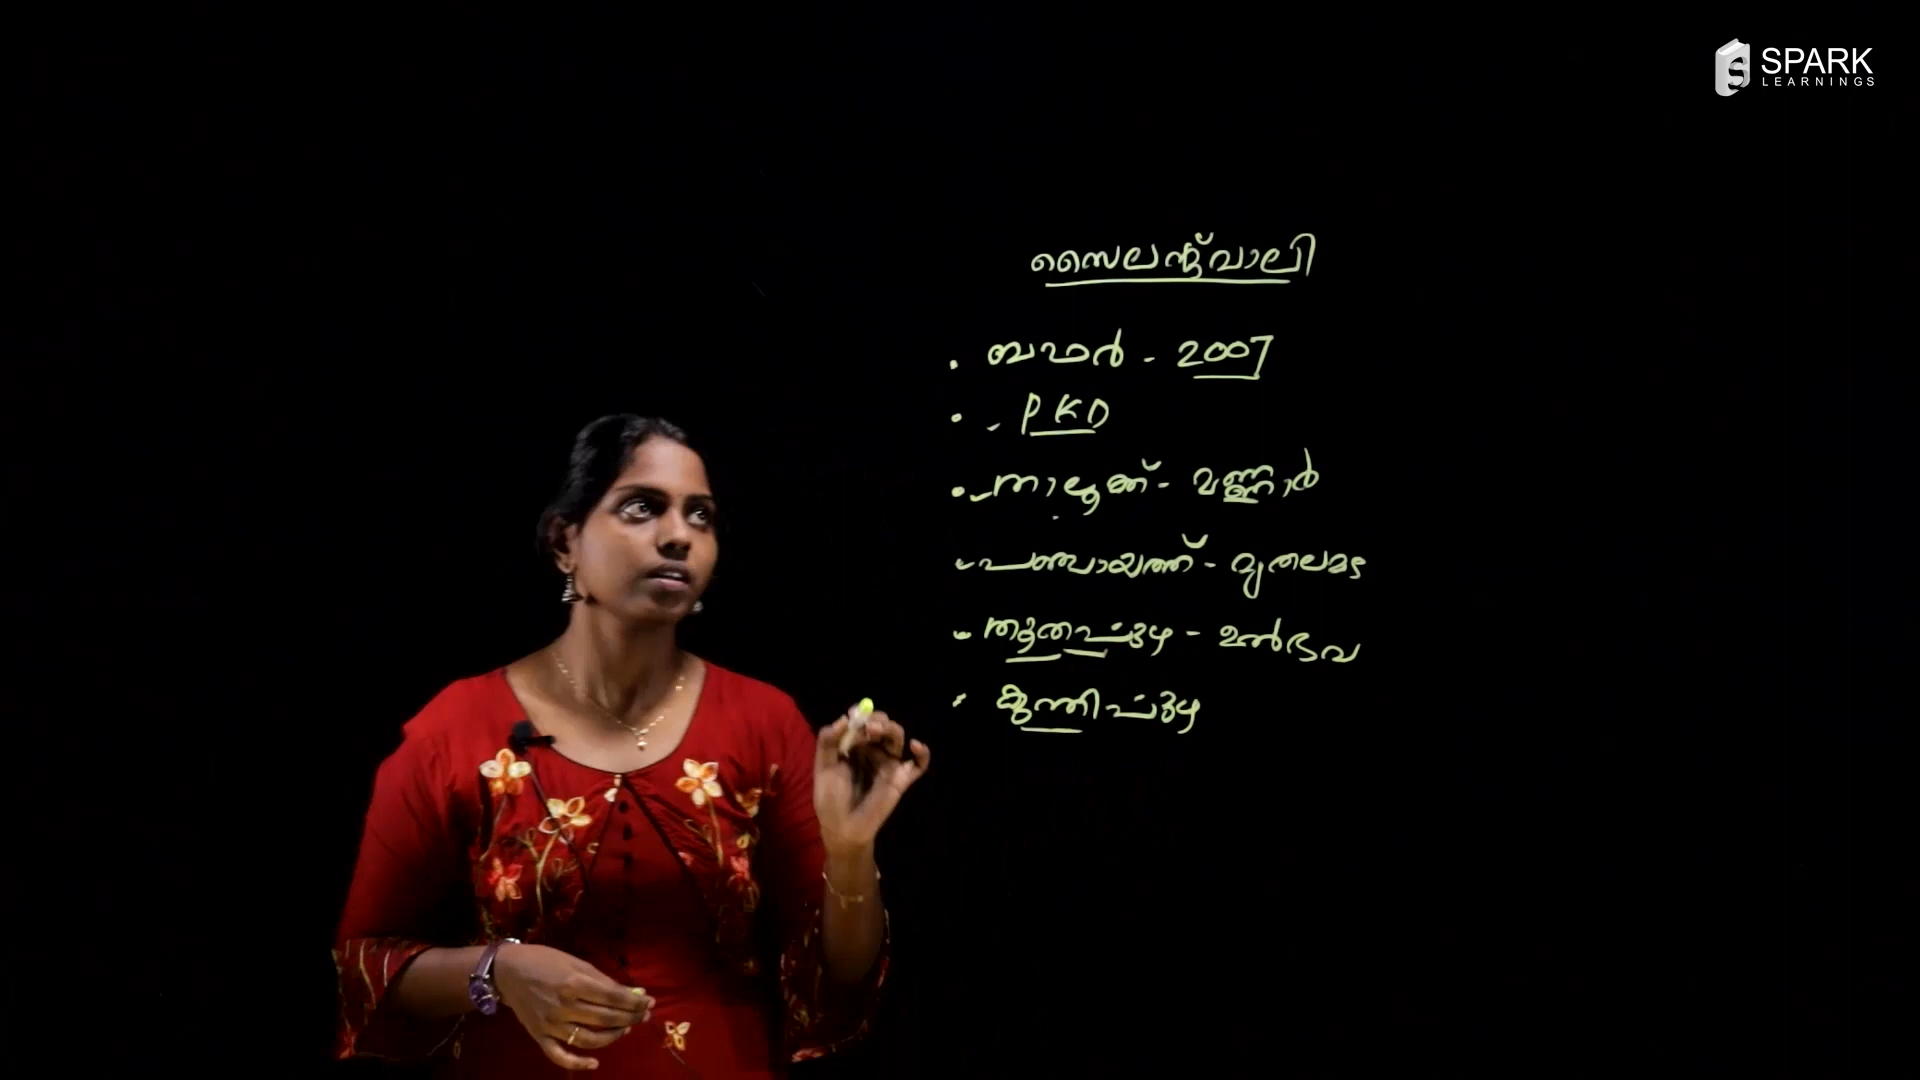 SPARK
LEARNINGS
സൈലന്റ്‌വാലി
. ബഫർ - 2007
. - PKD
. - താലൂക്ക് - മണ്ണാർ
- പഞ്ചായത്ത് - മുതലമട
- തൂതപ്പുഴ - ഉൽഭവ
. കുന്തിപ്പുഴ